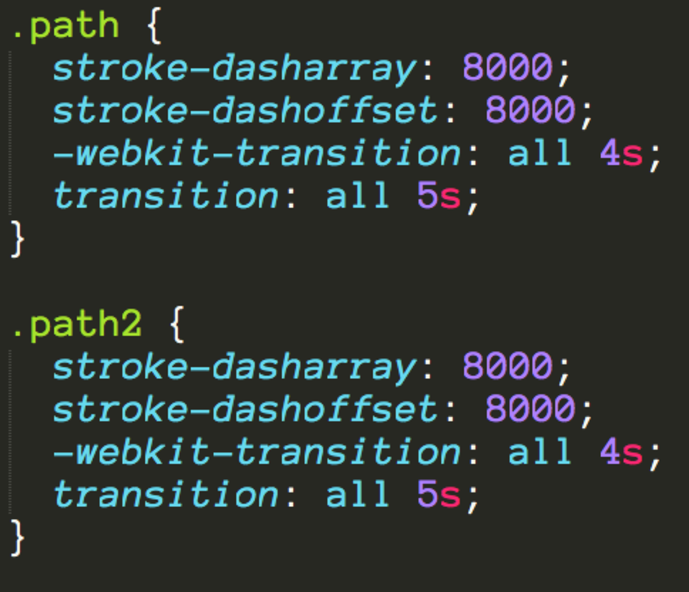 .path {
  stroke-dasharray: 8000;
  stroke-dashoffset: 8000;
  -webkit-transition: all 4s;
  transition: all 5s;
}

.path2 {
  stroke-dasharray: 8000;
  stroke-dashoffset: 8000;
  -webkit-transition: all 4s;
  transition: all 5s;
}